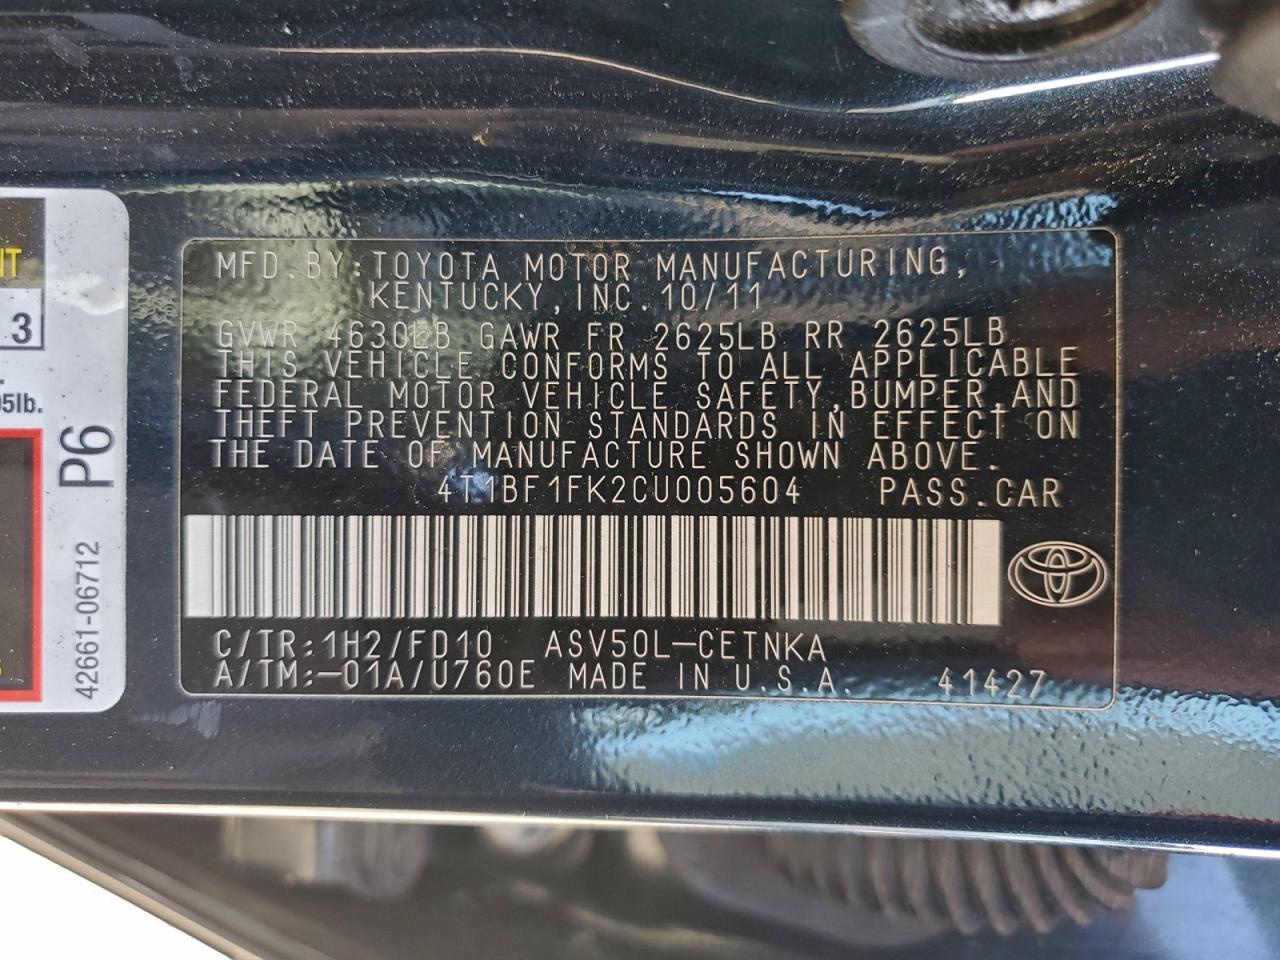 MFD.BY:TOYOTA MOTOR MANUFACTURING,
KENTUCKY,INC.10/11
GVWR 4630LB GAWR FR 2625LB RR 2625LB
THIS VEHICLE CONFORMS TO ALL APPLICABLE
FEDERAL MOTOR VEHICLE SAFETY,BUMPER,AND
THEFT PREVENTION STANDARDS IN EFFECT ON
THE DATE OF MANUFACTURE SHOWN ABOVE.
4T1BF1FK2CU005604 PASS.CAR
C/TR:1H2/FD10 ASV50L-CETNKA
A/TM:-01A/U760E MADE IN U.S.A. 41427
3
P6
42661-06712